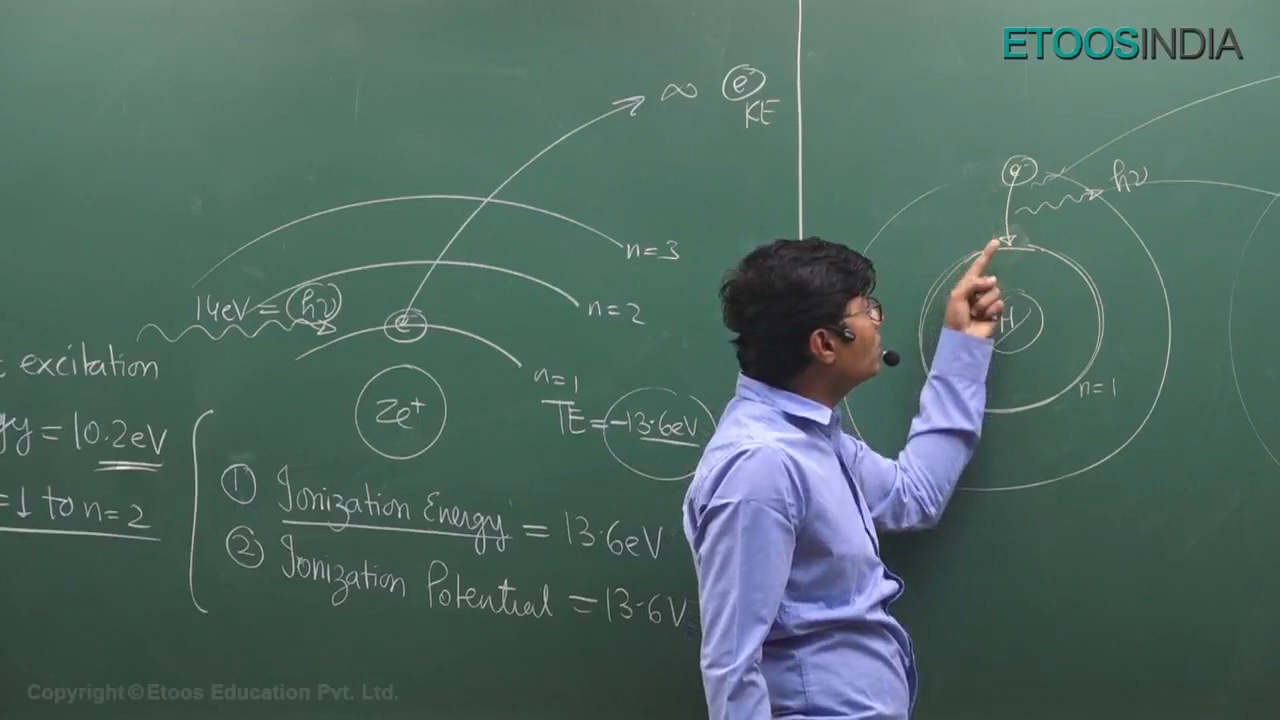 ETOOSINDIA
∞ e⁻
KE
n=3
14eV = hν
e⁻
n=2
n=1
Ze⁺
TE = -13.6eV
excitation
= 10.2eV
= 1 to n=2
① Ionization Energy = 13.6eV
② Ionization Potential = 13.6V
e⁻
hν
H
n=1
Copyright © Etoos Education Pvt. Ltd.